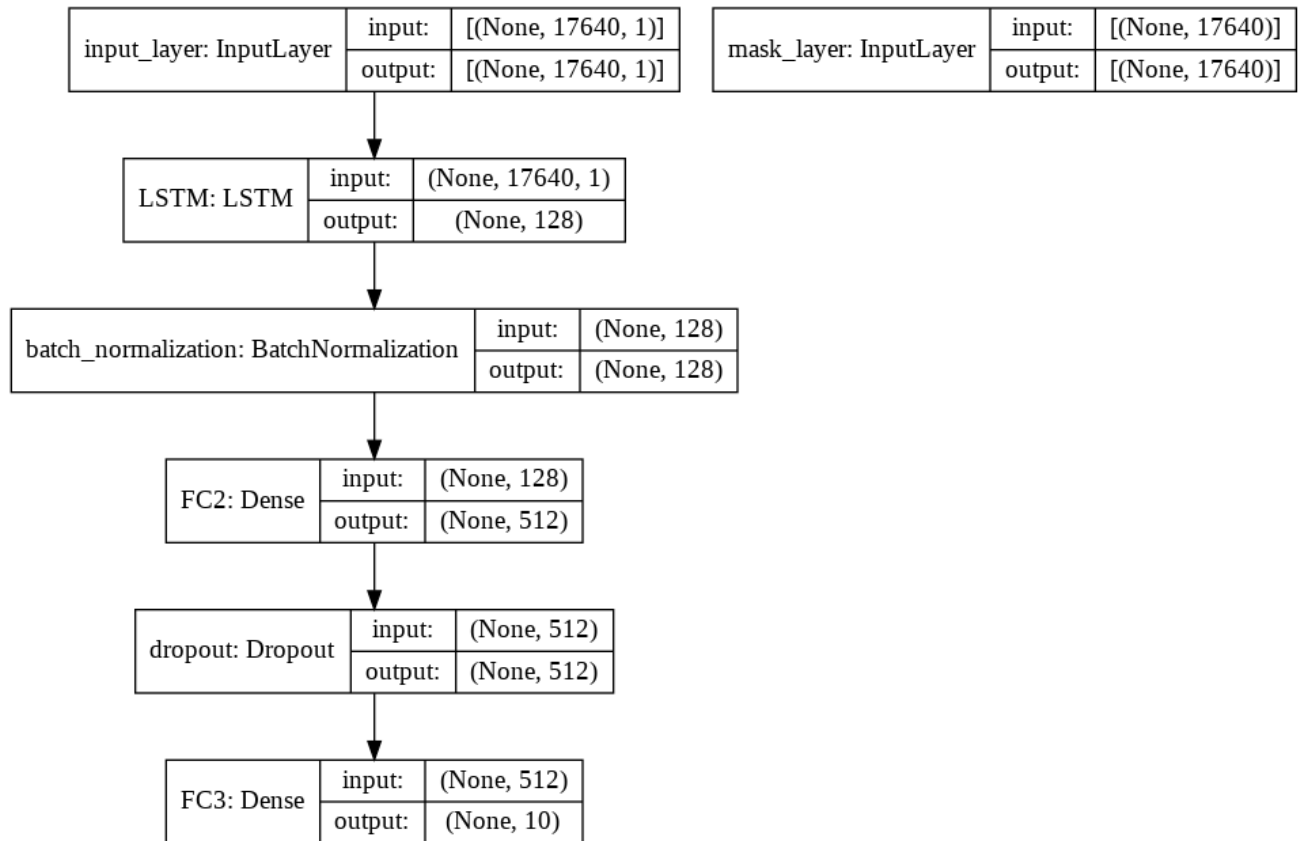 input_layer: InputLayer
input: [(None, 17640, 1)]
output: [(None, 17640, 1)]
mask_layer: InputLayer
input: [(None, 17640)]
output: [(None, 17640)]
LSTM: LSTM
input: (None, 17640, 1)
output: (None, 128)
batch_normalization: BatchNormalization
input: (None, 128)
output: (None, 128)
FC2: Dense
input: (None, 128)
output: (None, 512)
dropout: Dropout
input: (None, 512)
output: (None, 512)
FC3: Dense
input: (None, 512)
output: (None, 10)